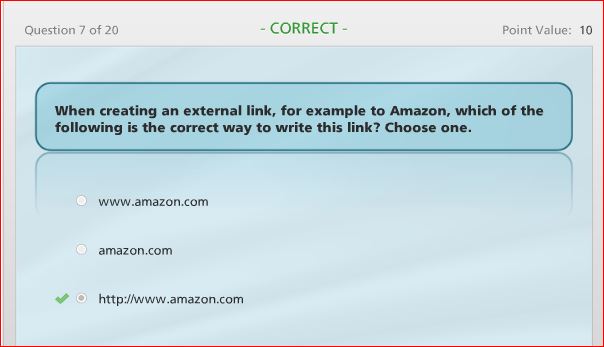 Question 7 of 20
- CORRECT -
Point Value: 10
When creating an external link, for example to Amazon, which of the
following is the correct way to write this link? Choose one.
www.amazon.com
amazon.com
http://www.amazon.com